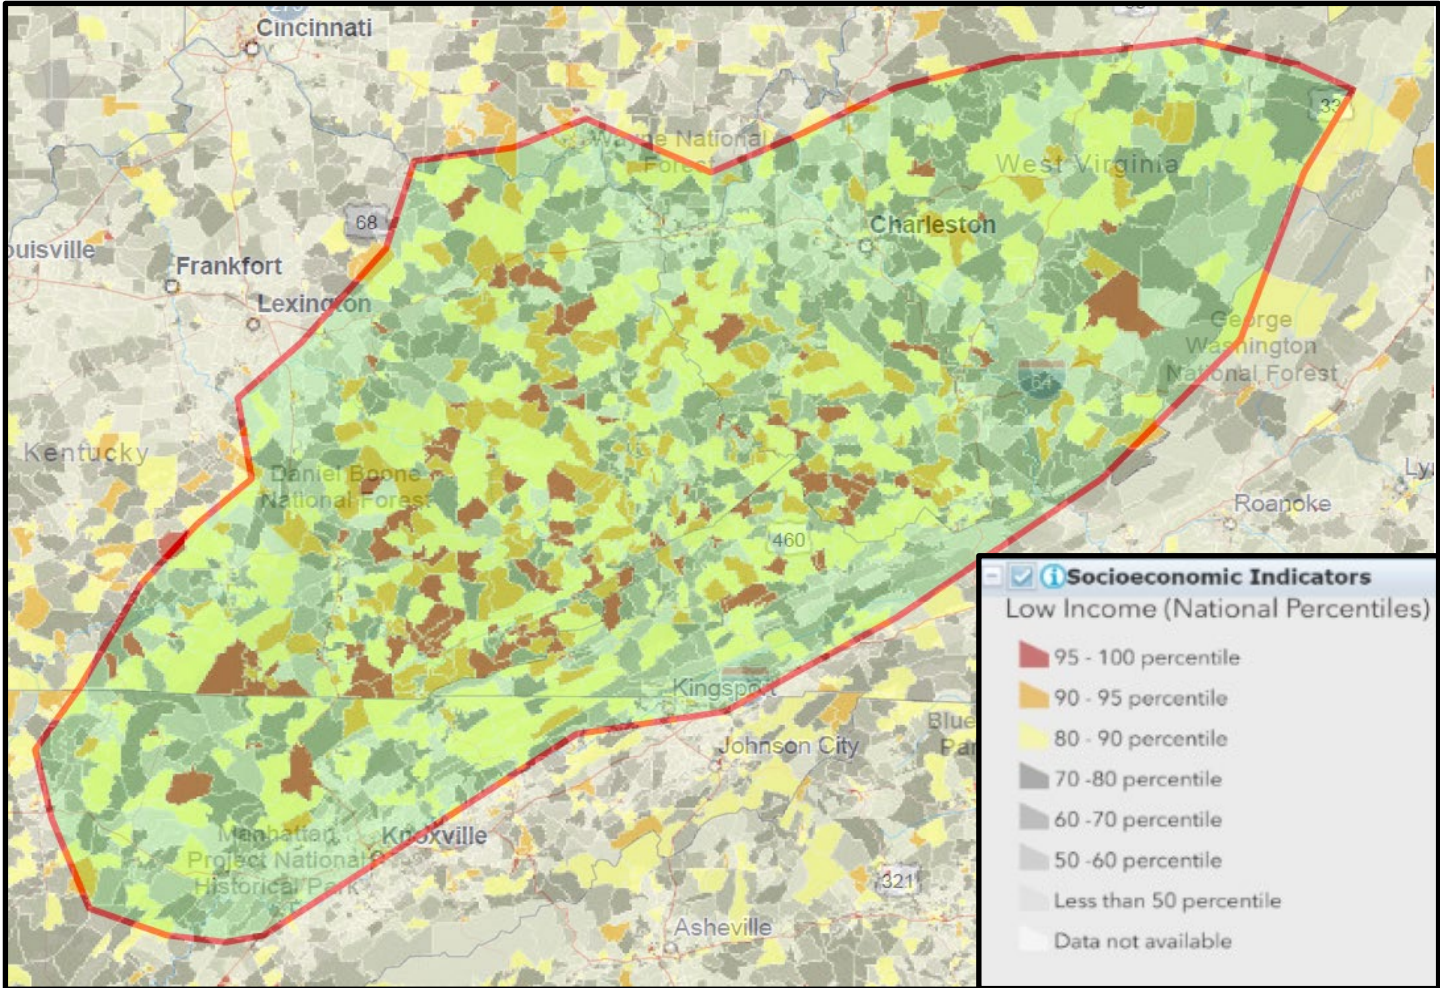 Cincinnati
Wayne National
Forest
33
West Virginia
68
Charleston
ouisville
Frankfort
Lexington
George
Washington
National Forest
64
Kentucky
Daniel Boone
National Forest
Roanoke
460
Kingsport
Johnson City
Blue
Manhattan
Project National
Historical Park
Knoxville
321
Asheville
Socioeconomic Indicators
Low Income (National Percentiles)
95 - 100 percentile
90 - 95 percentile
80 - 90 percentile
70 -80 percentile
60 -70 percentile
50 -60 percentile
Less than 50 percentile
Data not available